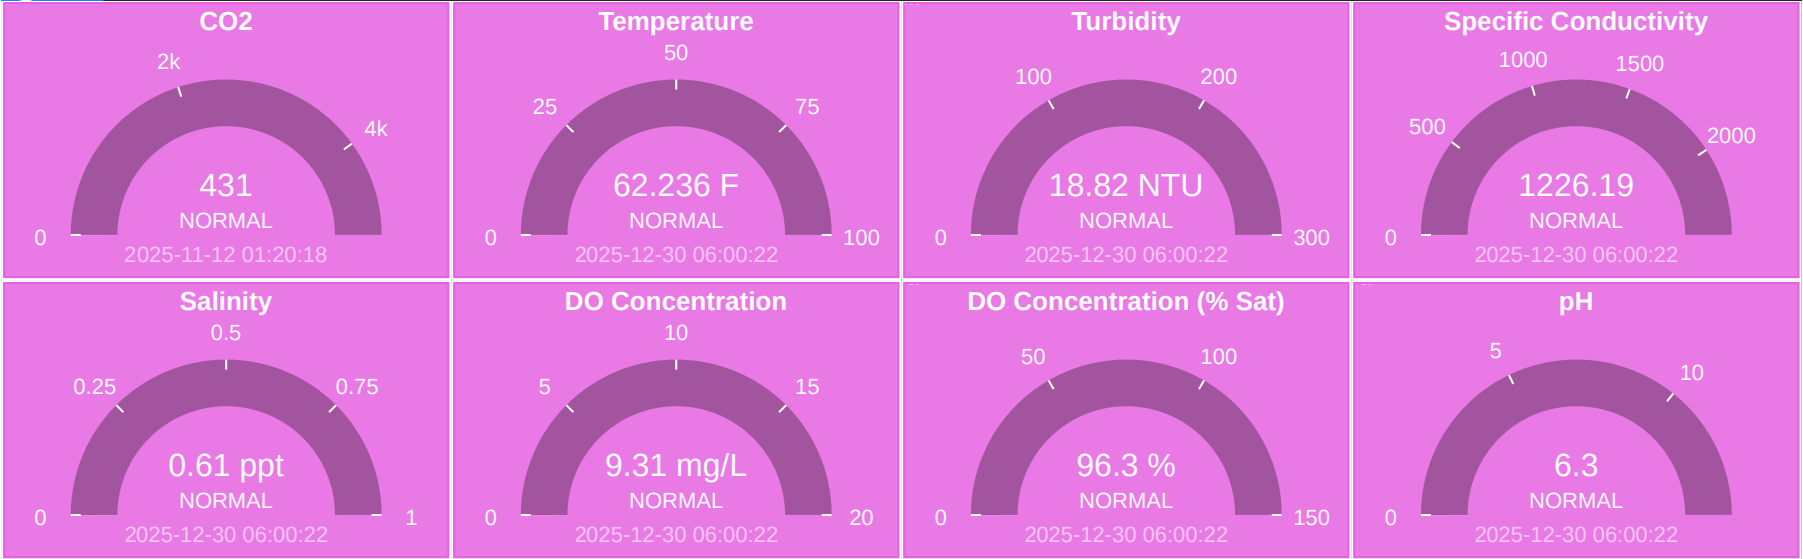 CO2
2k
4k
0
431
NORMAL
2025-11-12 01:20:18
Temperature
50
25
75
0
100
62.236 F
NORMAL
2025-12-30 06:00:22
Turbidity
100
200
0
300
18.82 NTU
NORMAL
2025-12-30 06:00:22
Specific Conductivity
1000
1500
500
2000
0
1226.19
NORMAL
2025-12-30 06:00:22
Salinity
0.5
0.25
0.75
0
1
0.61 ppt
NORMAL
2025-12-30 06:00:22
DO Concentration
10
5
15
0
20
9.31 mg/L
NORMAL
2025-12-30 06:00:22
DO Concentration (% Sat)
50
100
0
150
96.3 %
NORMAL
2025-12-30 06:00:22
pH
5
10
0
6.3
NORMAL
2025-12-30 06:00:22